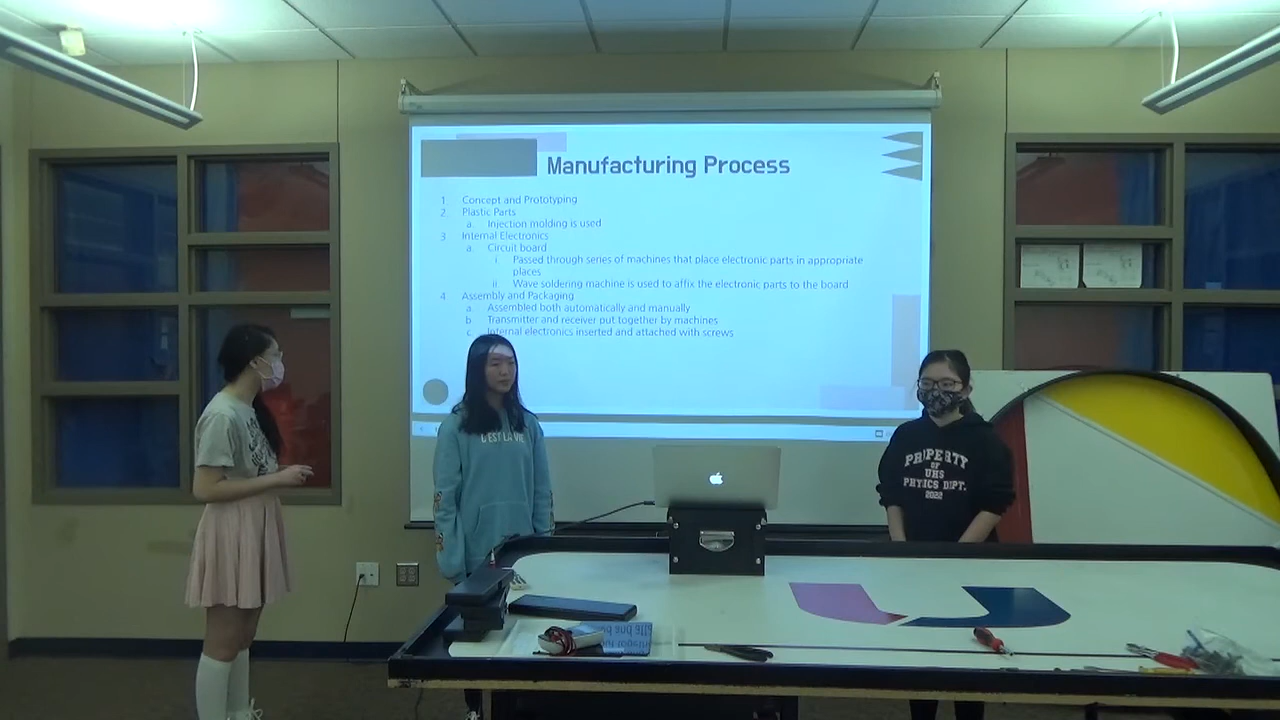 Manufacturing Process
1 Concept and Prototyping
2. Plastic Parts
a. Injection molding is used
3 Internal Electronics
a. Circuit board
i. Passed through series of machines that place electronic parts in appropriate
places
ii. Wave soldering machine is used to affix the electronic parts to the board
4. Assembly and Packaging
a. Assembled both automatically and manually
b. Transmitter and receiver put together by machines
c. Internal electronics inserted and attached with screws
C'EST LA VIE
PROPERTY
OF
UHS
PHYSICS DEPT.
2022